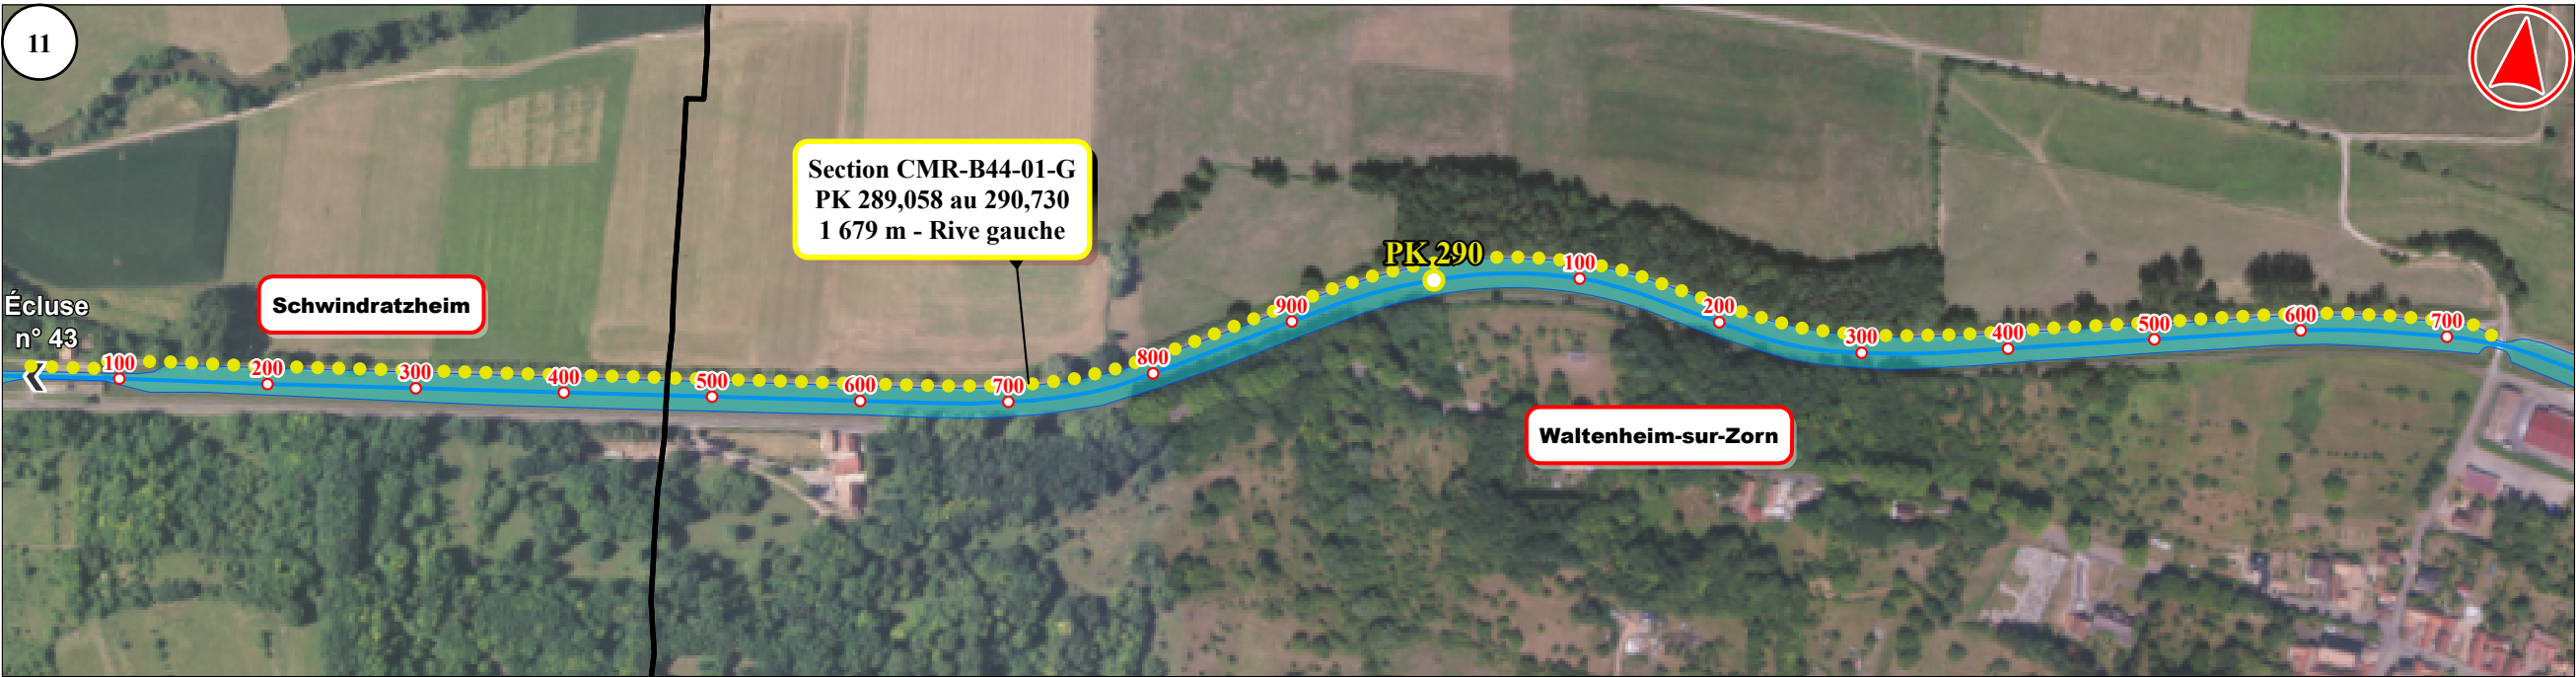 11
Section CMR-B44-01-G
PK 289,058 au 290,730
1 679 m - Rive gauche
Schwindratzheim
Écluse
n° 43
100
200
300
400
500
600
700
800
900
PK 290
100
200
300
400
500
600
700
Waltenheim-sur-Zorn